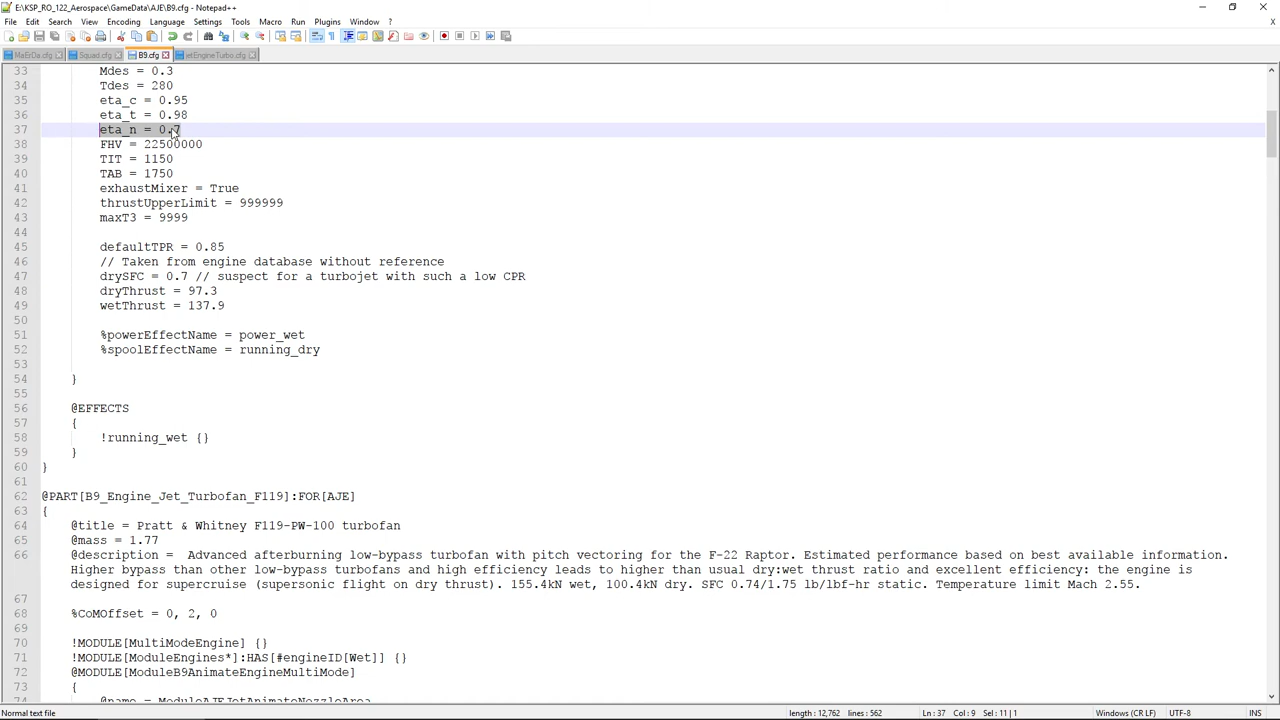 E:\KSP_RO_122_Aerospace\GameData\AJE\B9.cfg - Notepad++
File Edit Search View Encoding Language Settings Tools Macro Run Plugins Window ?
MaErDa.cfg Squad.cfg B9.cfg wtEngineTurbo.cfg
33 Mdes = 0.3
34 Tdes = 280
35 eta_c = 0.95
36 eta_t = 0.98
37 eta_n = 0.7
38 FHV = 22500000
39 TIT = 1150
40 TAB = 1750
41 exhaustMixer = True
42 thrustUpperLimit = 999999
43 maxT3 = 9999
44
45 defaultTPR = 0.85
46 // Taken from engine database without reference
47 drySFC = 0.7 // suspect for a turbojet with such a low CPR
48 dryThrust = 97.3
49 wetThrust = 137.9
50
51 %powerEffectName = power_wet
52 %spoolEffectName = running_dry
53
54 }
55
56 @EFFECTS
57 {
58 !running_wet {}
59 }
60 }
61
62 @PART[B9_Engine_Jet_Turbofan_F119]:FOR[AJE]
63 {
64 @title = Pratt & Whitney F119-PW-100 turbofan
65 @mass = 1.77
66 @description =  Advanced afterburning low-bypass turbofan with pitch vectoring for the F-22 Raptor. Estimated performance based on best available information.
Higher bypass than other low-bypass turbofans and high efficiency leads to higher than usual dry:wet thrust ratio and excellent efficiency: the engine is
designed for supercruise (supersonic flight on dry thrust). 155.4kN wet, 100.4kN dry. SFC 0.74/1.75 lb/lbf-hr static. Temperature limit Mach 2.55.
67
68 %CoMOffset = 0, 2, 0
69
70 !MODULE[MultiModeEngine] {}
71 !MODULE[ModuleEngines*]:HAS[#engineID[Wet]] {}
72 @MODULE[ModuleB9AnimateEngineMultiMode]
73 {
74 @name = ModuleAJEJetAnimateNozzleArea
Normal text file length : 12,762 lines : 562 Ln : 37 Col : 9 Sel : 11 | 1 Windows (CR LF) UTF-8 INS